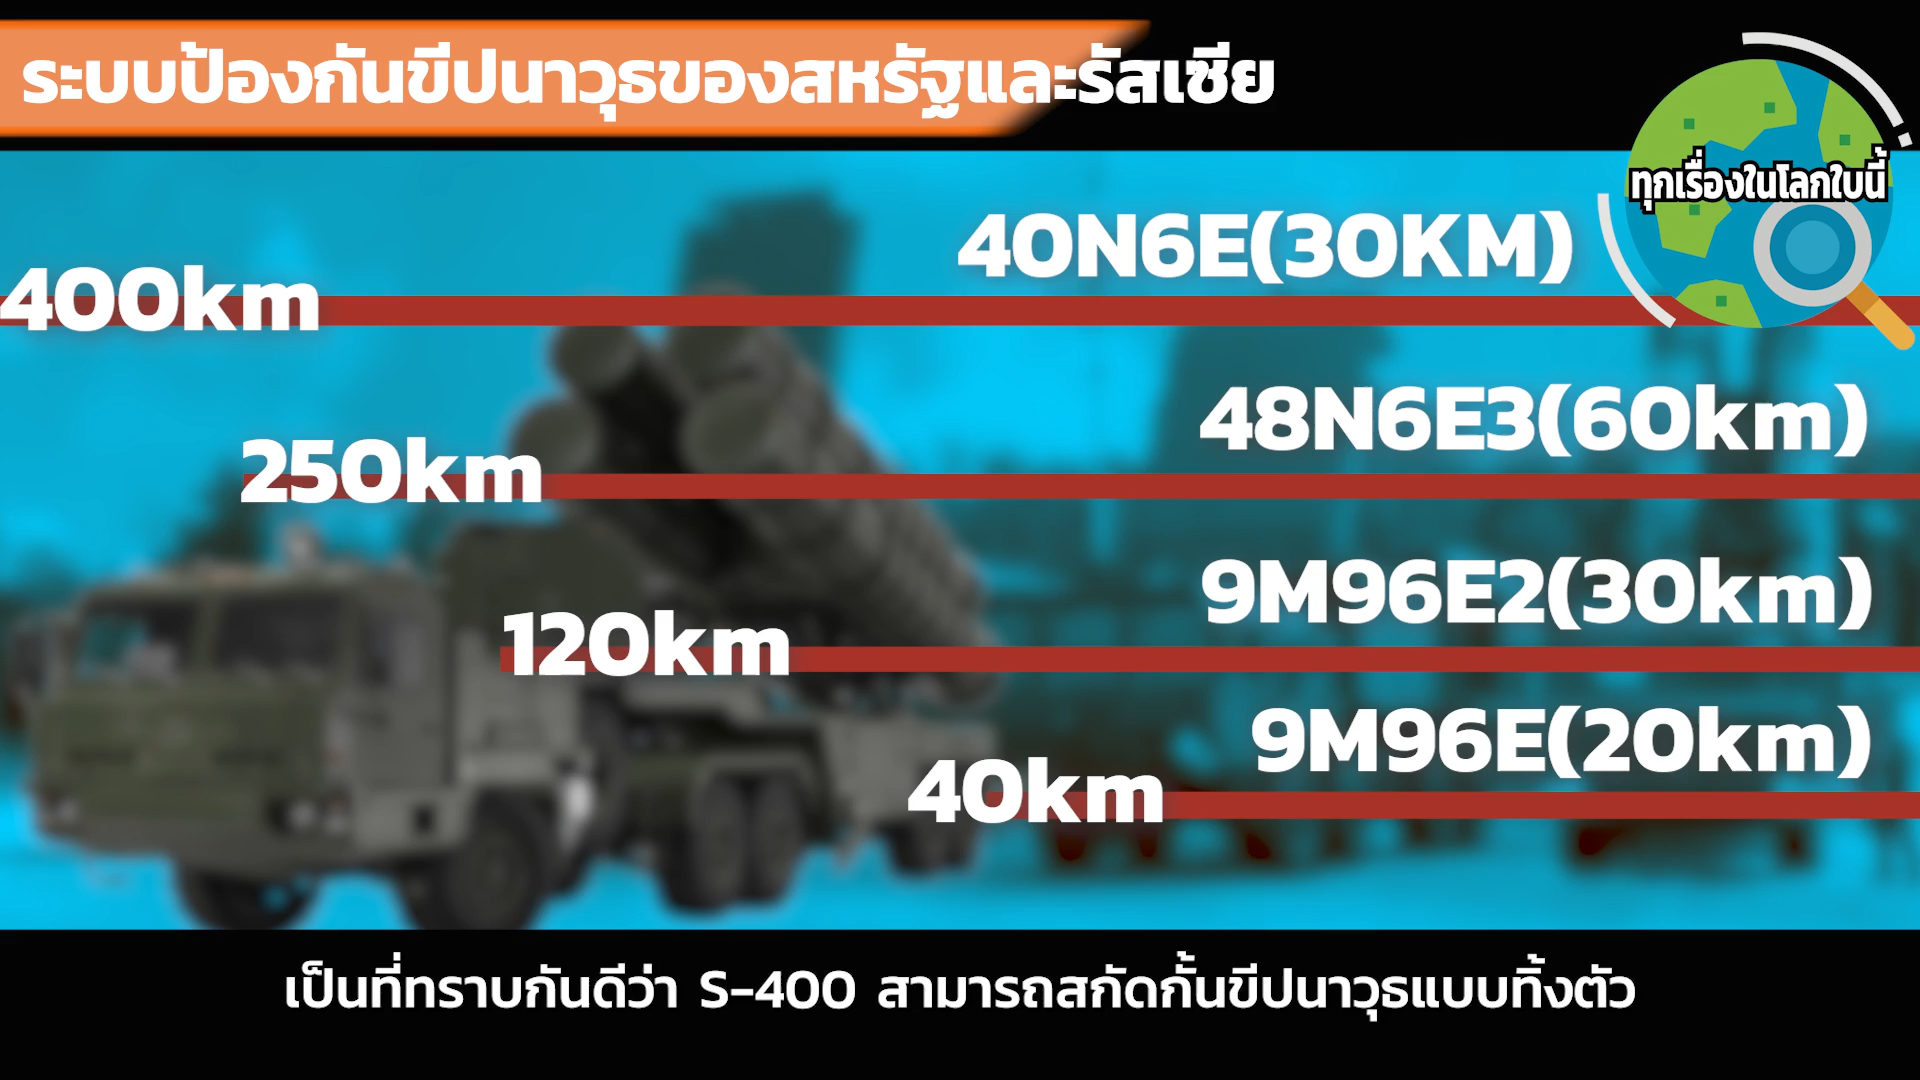 ระบบป้องกันขีปนาวุธของสหรัฐและรัสเซีย
ทุกเรื่องในโลกใบนี้
40N6E(30KM)
400km
48N6E3(60km)
250km
9M96E2(30km)
120km
9M96E(20km)
40km
เป็นที่ทราบกันดีว่า S-400 สามารถสกัดกั้นขีปนาวุธแบบทิ้งตัว